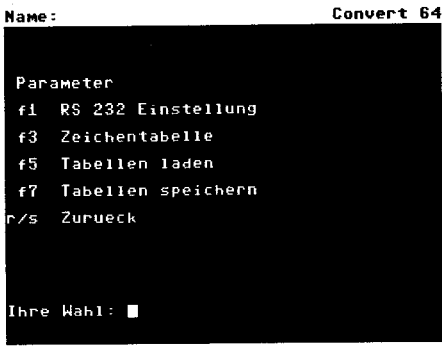 Name: Convert 64
Parameter
f1 RS 232 Einstellung
f3 Zeichentabelle
f5 Tabellen laden
f7 Tabellen speichern
r/s Zurueck
Ihre Wahl: